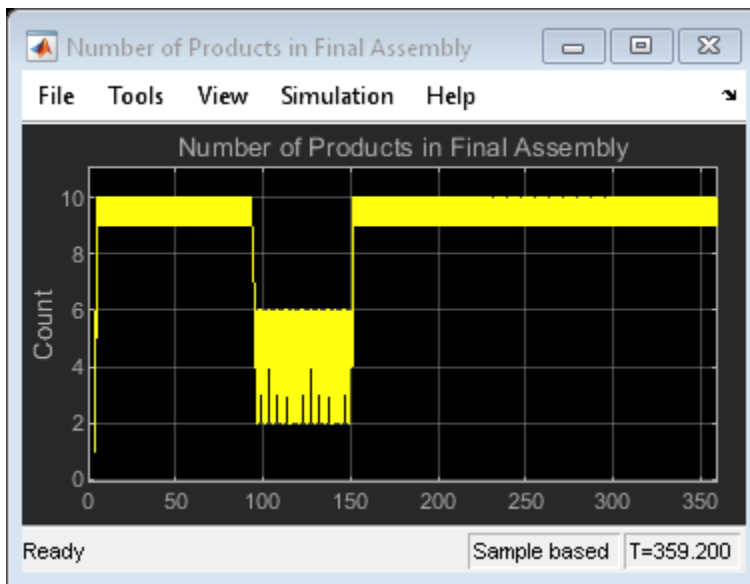 Number of Products in Final Assembly
File Tools View Simulation Help
Number of Products in Final Assembly
10
8
6
4
2
0
Count
0 50 100 150 200 250 300 350
Ready Sample based T=359.200